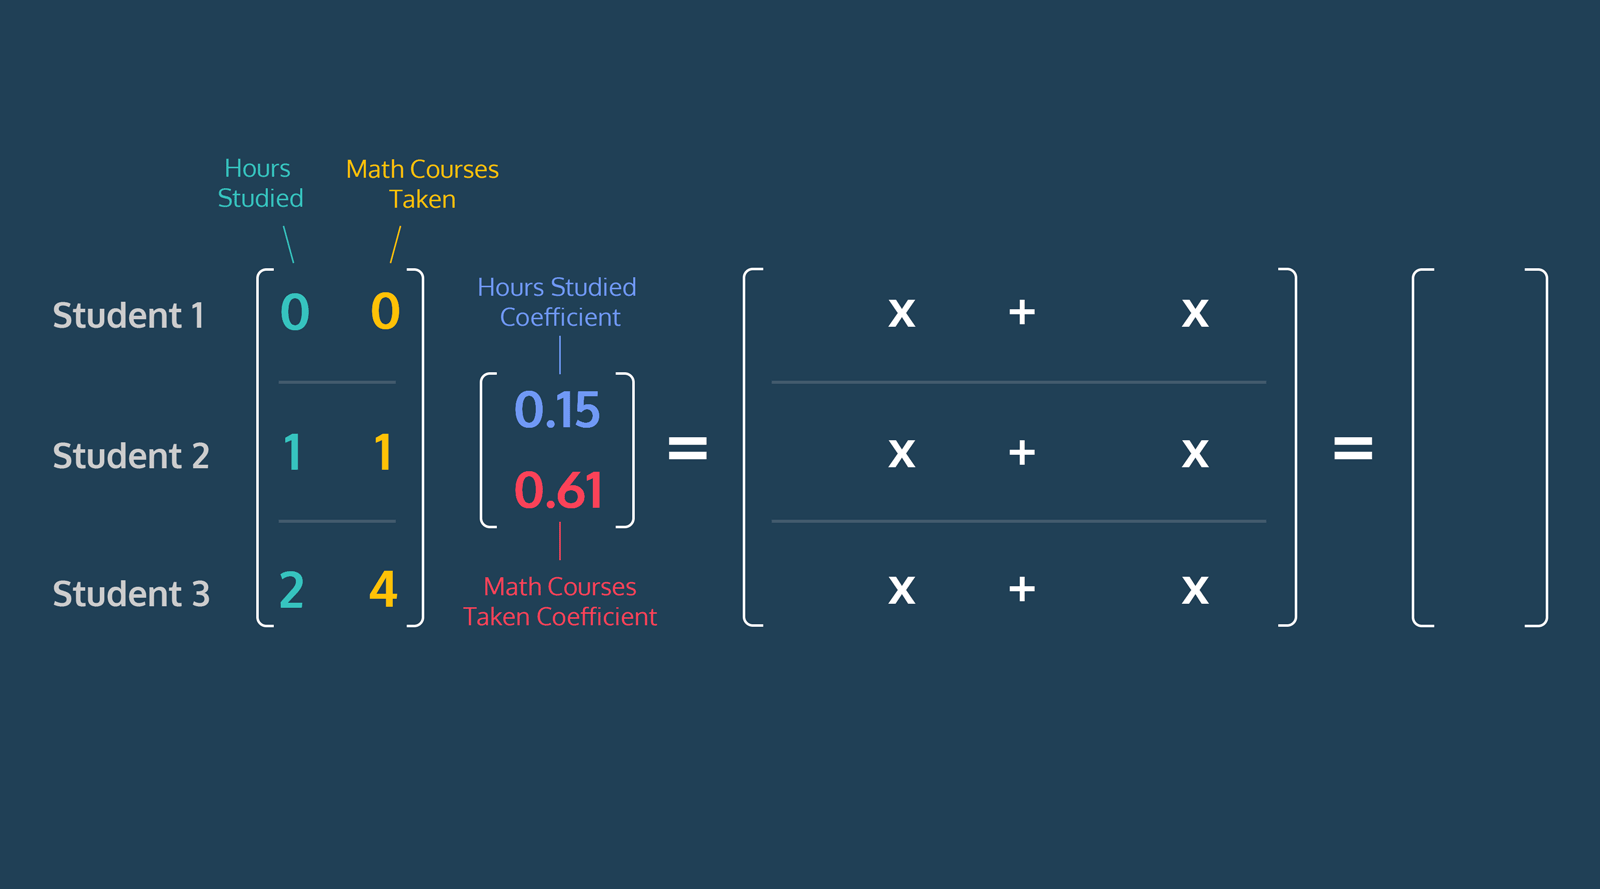 Hours
Studied
Math Courses
Taken
Hours Studied
Coefficient
Student 1 0 0 x + x
0.15
Student 2 1 1 = x + x =
0.61
Student 3 2 4 x + x
Math Courses
Taken Coefficient